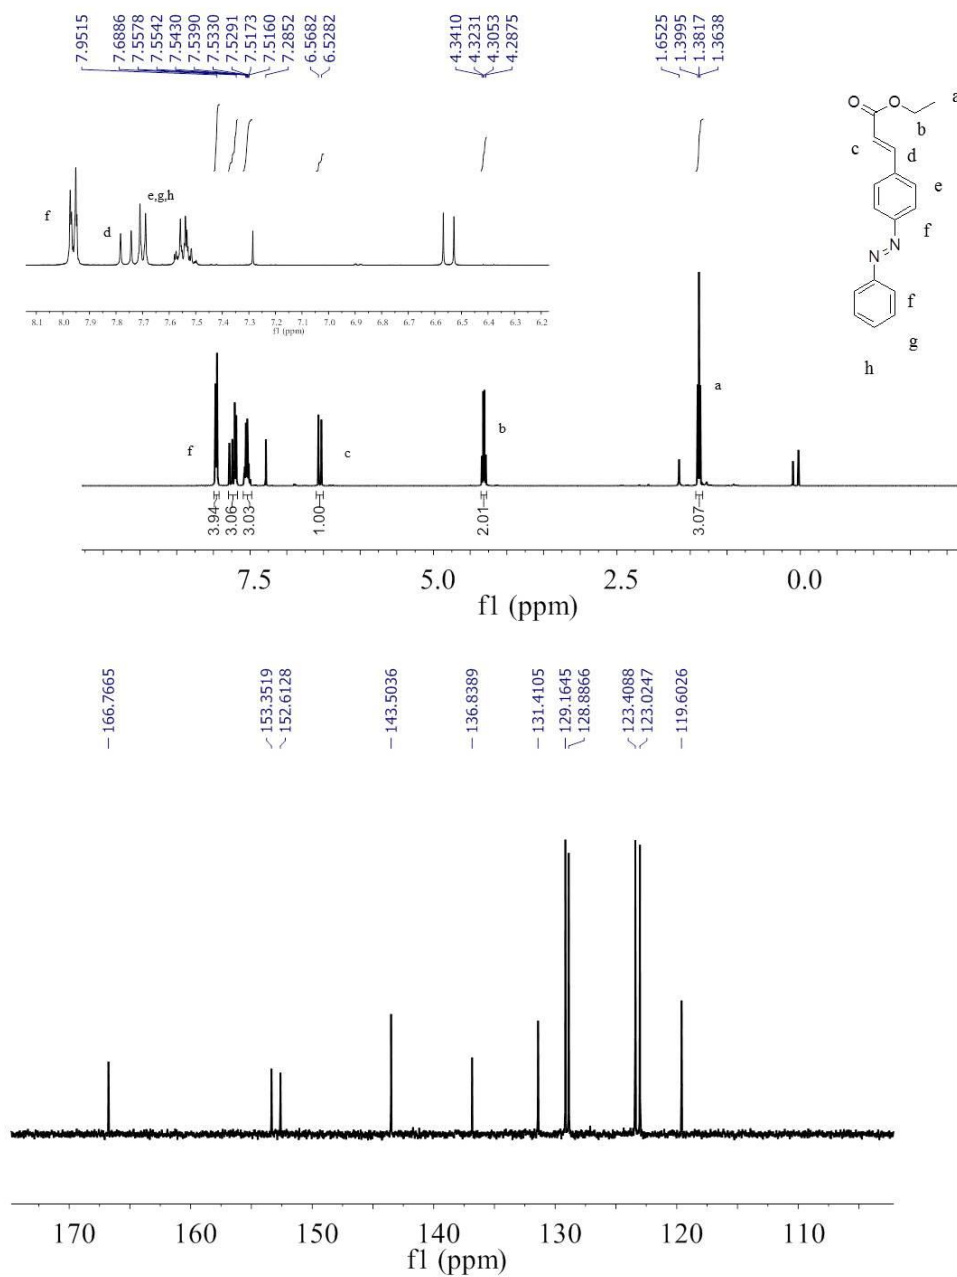 7.9515
7.6886
7.5578
7.5542
7.5430
7.5390
7.5330
7.5291
7.5173
7.5160
7.2852
6.5682
6.5282
4.3410
4.3231
4.3053
4.2875
1.6525
1.3995
1.3817
1.3638
f
d
e,g,h
8.1 8.0 7.9 7.8 7.7 7.6 7.5 7.4 7.3 7.2 7.1 7.0 6.9 6.8 6.7 6.6 6.5 6.4 6.3 6.2
f1 (ppm)
O
O
a
b
c
d
e
f
N
N
f
g
h
f
c
b
a
3.94
3.06
3.03
1.00
2.01
3.07
7.5 5.0 2.5 0.0
f1 (ppm)
166.7665
153.3519
152.6128
143.5036
136.8389
131.4105
129.1645
128.8866
123.4088
123.0247
119.6026
170 160 150 140 130 120 110
f1 (ppm)